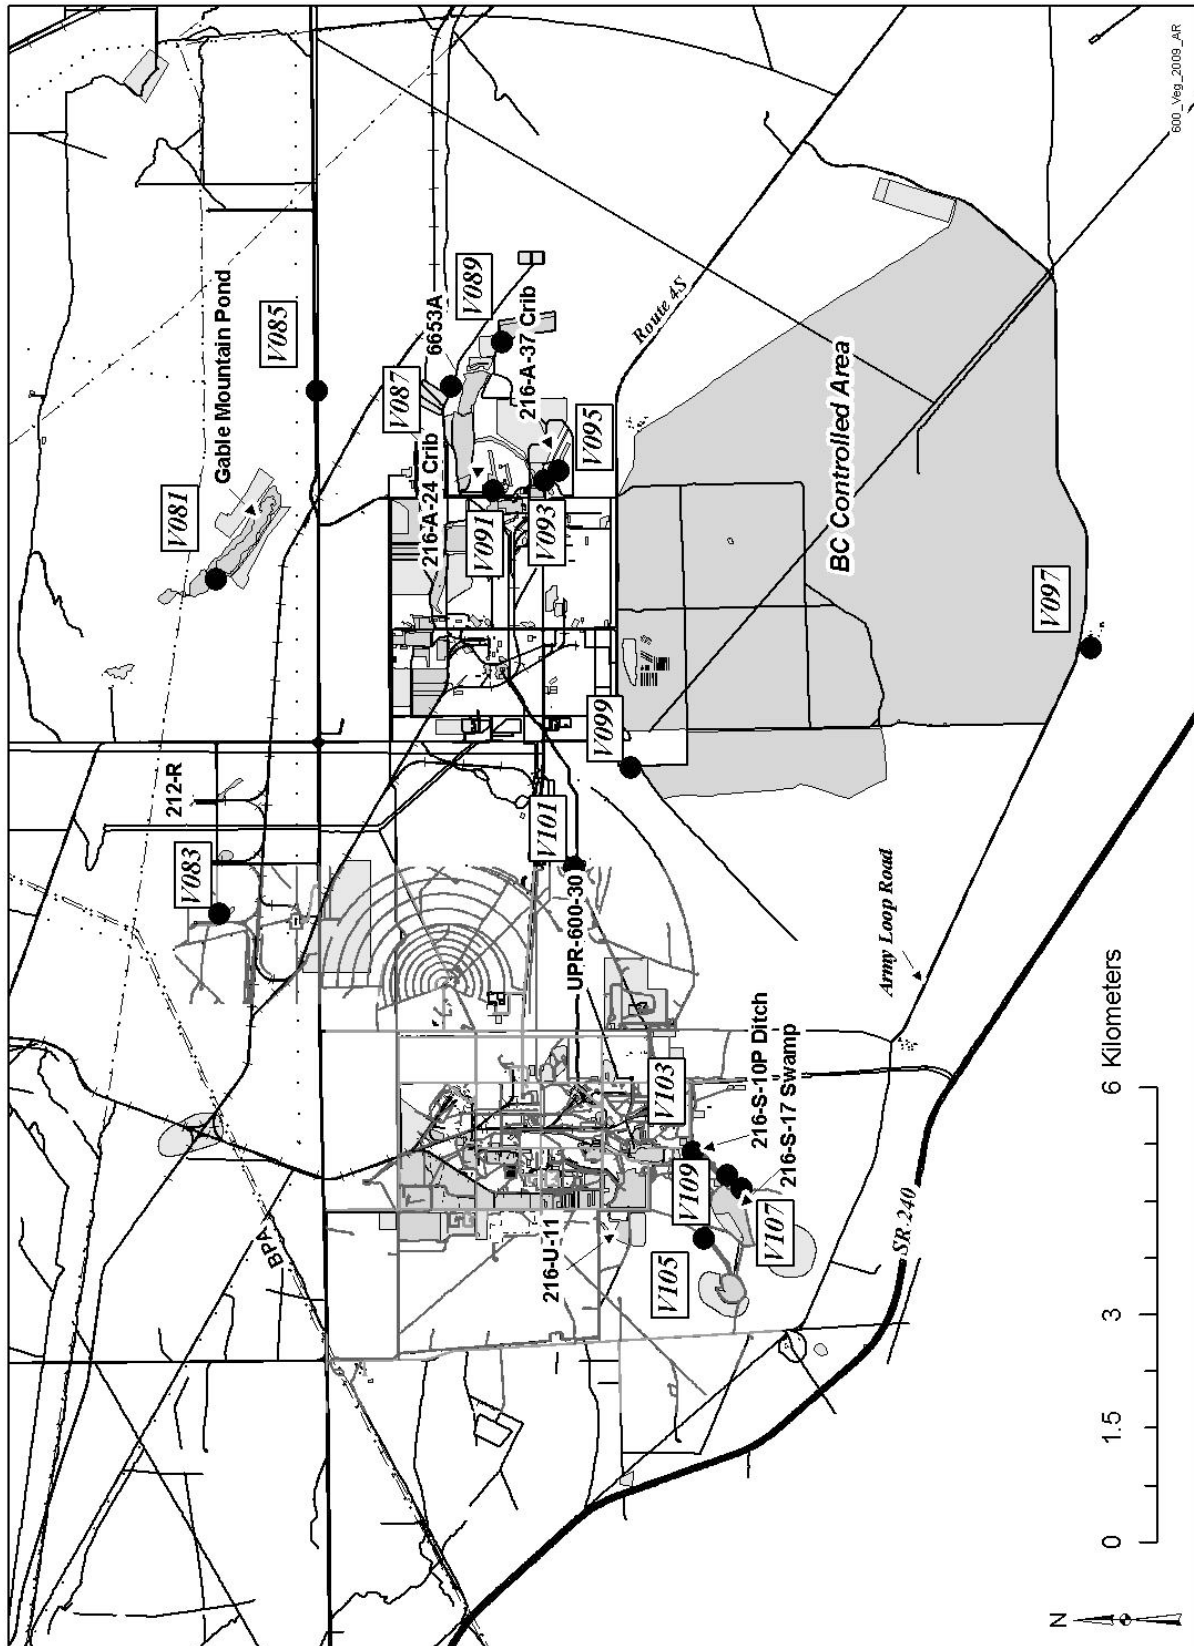 V081
Gable Mountain Pond
V085
212-R
V083
V087
6653A
V089
216-A-24 Crib
216-A-37 Crib
V091
V093
V095
V099
V101
UPR-600-30
Route 4S
BC Controlled Area
V097
BPA
216-U-11
V103
V109
V105
V107
216-S-10P Ditch
216-S-17 Swamp
Army Loop Road
SR 240
N
0 1.5 3 6 Kilometers
600_Veg_2009_AR